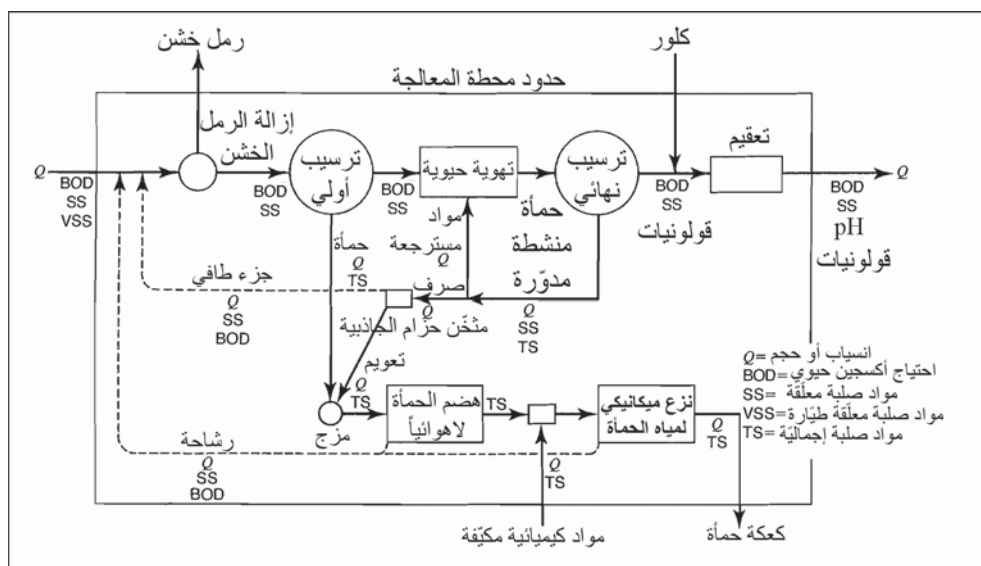 رمل خشن
كلور
حدود محطة المعالجة
إزالة الرمل
الخشن
ترسيب
أولي
تهوية حيوية
ترسيب
نهائي
تعقيم
Q
BOD
SS
VSS
BOD
SS
BOD
SS
BOD
SS
قولونيات
BOD
SS
pH
قولونيات
Q
حمأة
Q
TS
مواد
مسترجعة
Q
حمأة
منشطة
مدوّرة
صرف
Q
Q
SS
TS
جزء طافي
Q
SS
BOD
مثخّن حزام الجاذبية
تعويم
Q
TS
مزج
هضم الحمأة
لاهوائياً
TS
نزع ميكانيكي
لمياه الحمأة
Q
TS
Q
TS
رشاحة
Q
SS
BOD
مواد كيميائية مكيّفة
كعكة حمأة
Q= انسياب أو حجم
BOD= احتياج أكسجين حيوي
SS= مواد صلبة معلّقة
VSS= مواد صلبة معلّقة طيّارة
TS= مواد صلبة إجماليّة